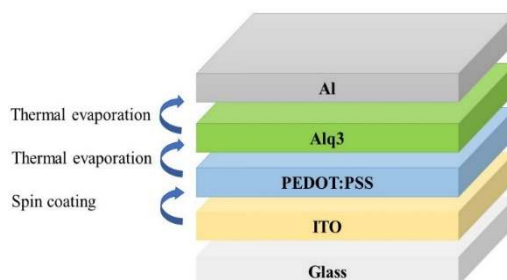 Al
Thermal evaporation
Alq3
Thermal evaporation
PEDOT:PSS
Spin coating
ITO
Glass